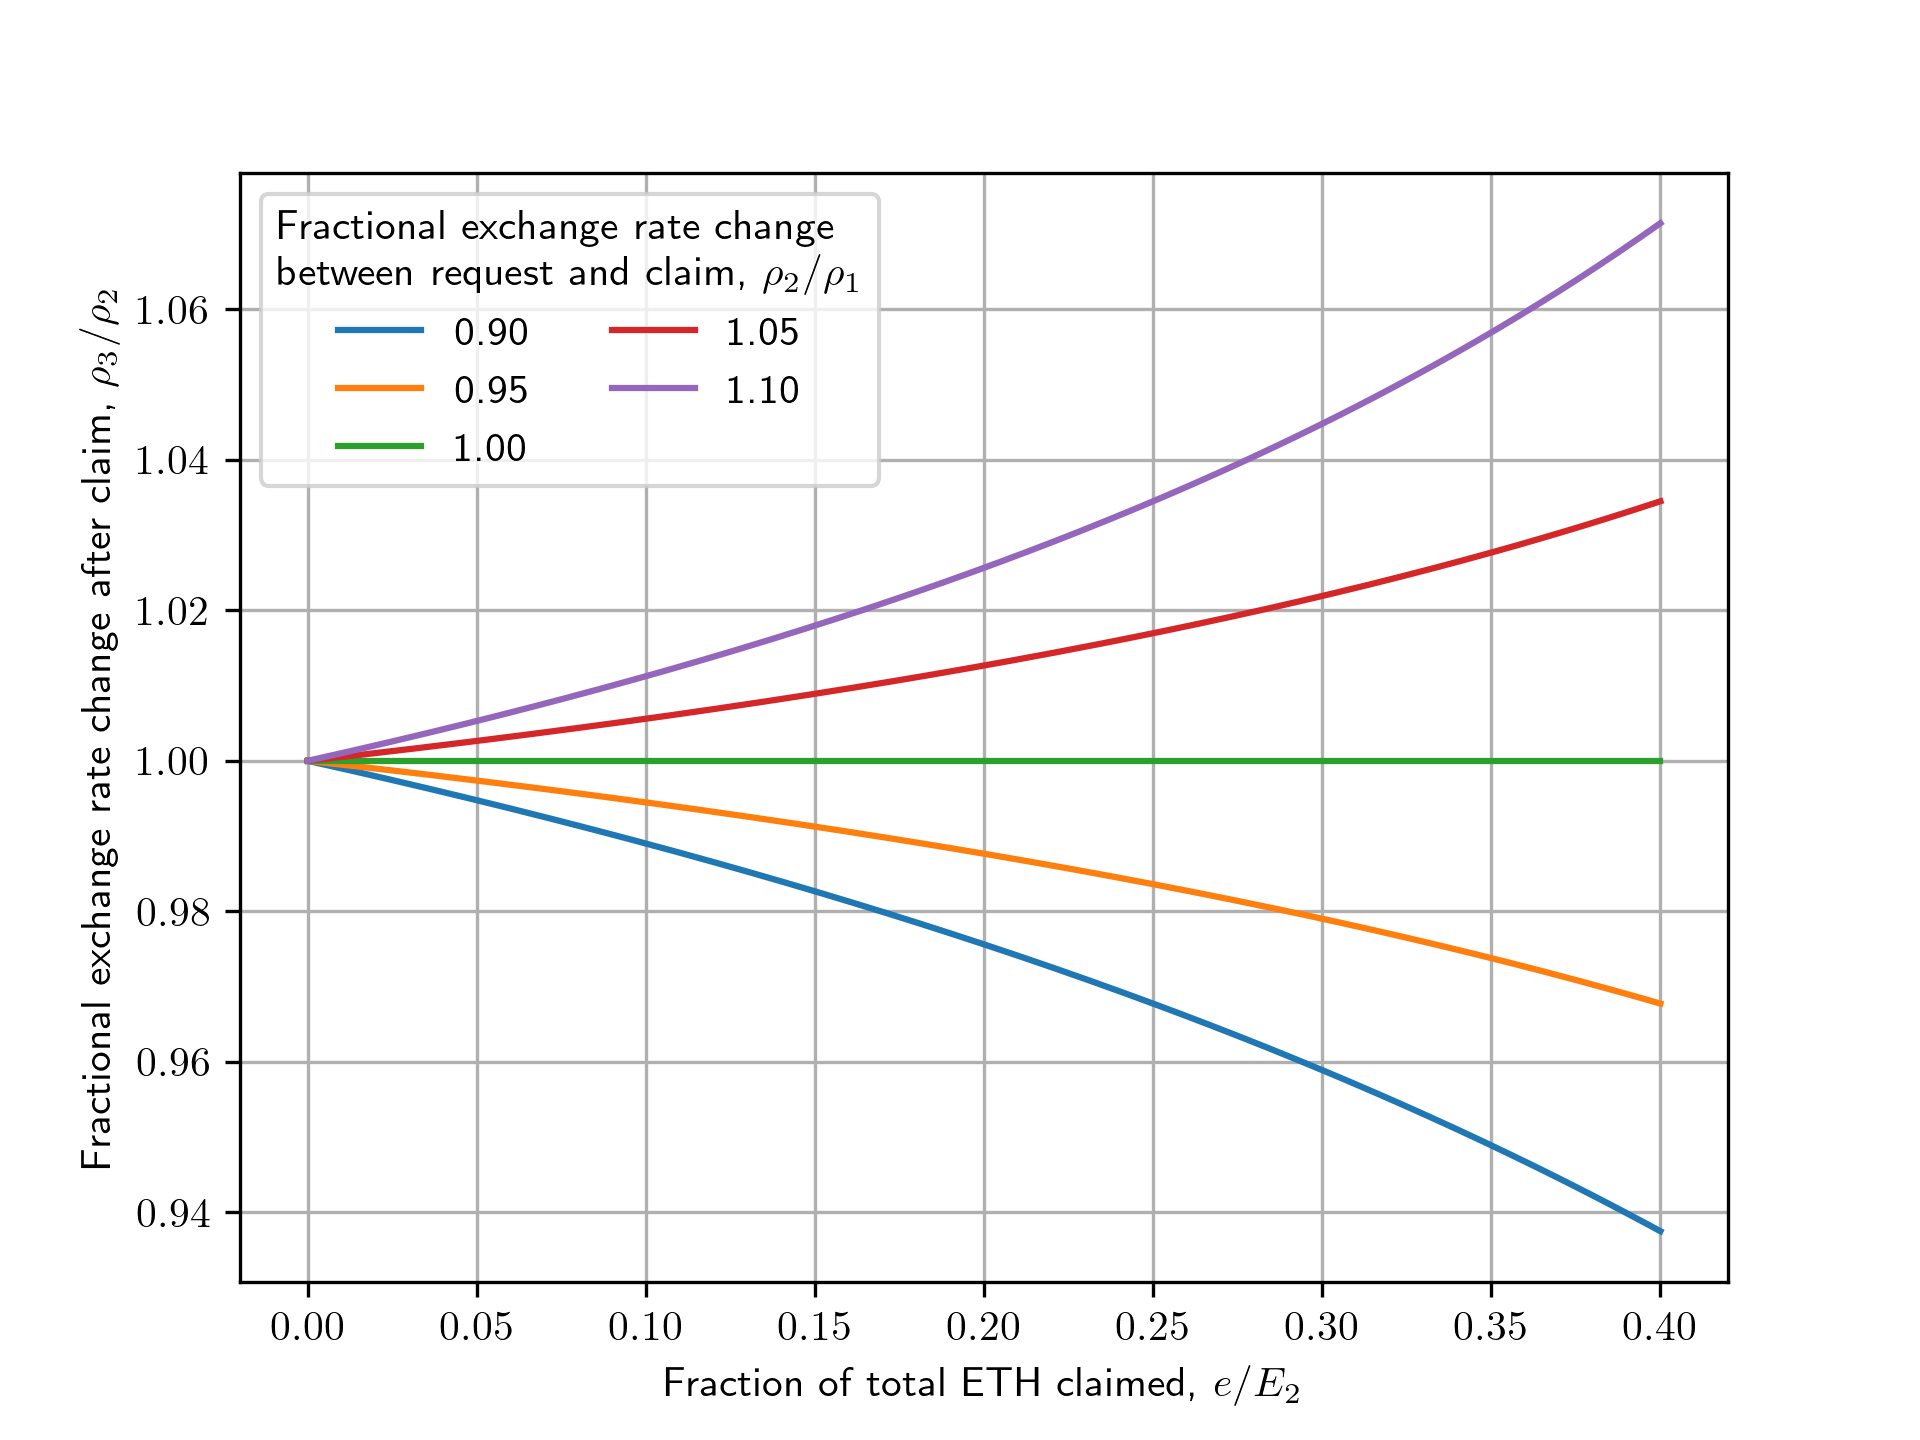 Fractional exchange rate change
between request and claim, ρ₂/ρ₁
0.90
0.95
1.00
1.05
1.10
Fractional exchange rate change after claim, ρ₃/ρ₂
1.06
1.04
1.02
1.00
0.98
0.96
0.94
0.00 0.05 0.10 0.15 0.20 0.25 0.30 0.35 0.40
Fraction of total ETH claimed, e/E₂